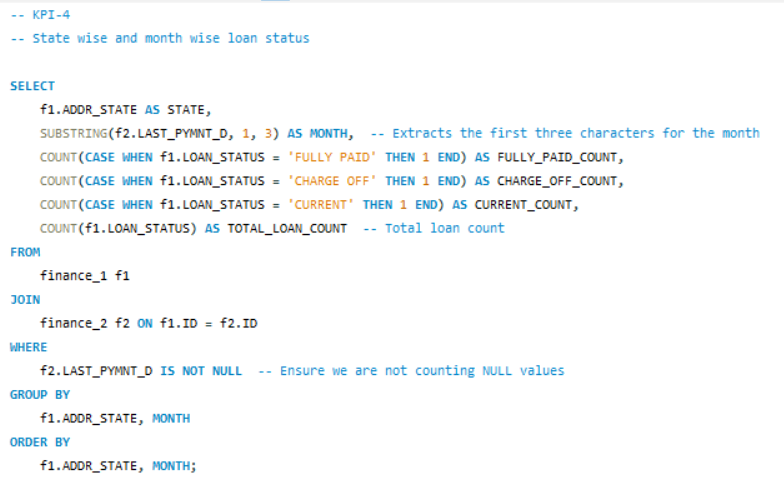 -- KPI-4
-- State wise and month wise loan status
SELECT
f1.ADDR_STATE AS STATE,
SUBSTRING(f2.LAST_PYMNT_D, 1, 3) AS MONTH,  -- Extracts the first three characters for the month
COUNT(CASE WHEN f1.LOAN_STATUS = 'FULLY PAID' THEN 1 END) AS FULLY_PAID_COUNT,
COUNT(CASE WHEN f1.LOAN_STATUS = 'CHARGE OFF' THEN 1 END) AS CHARGE_OFF_COUNT,
COUNT(CASE WHEN f1.LOAN_STATUS = 'CURRENT' THEN 1 END) AS CURRENT_COUNT,
COUNT(f1.LOAN_STATUS) AS TOTAL_LOAN_COUNT  -- Total loan count
FROM
finance_1 f1
JOIN
finance_2 f2 ON f1.ID = f2.ID
WHERE
f2.LAST_PYMNT_D IS NOT NULL  -- Ensure we are not counting NULL values
GROUP BY
f1.ADDR_STATE, MONTH
ORDER BY
f1.ADDR_STATE, MONTH;